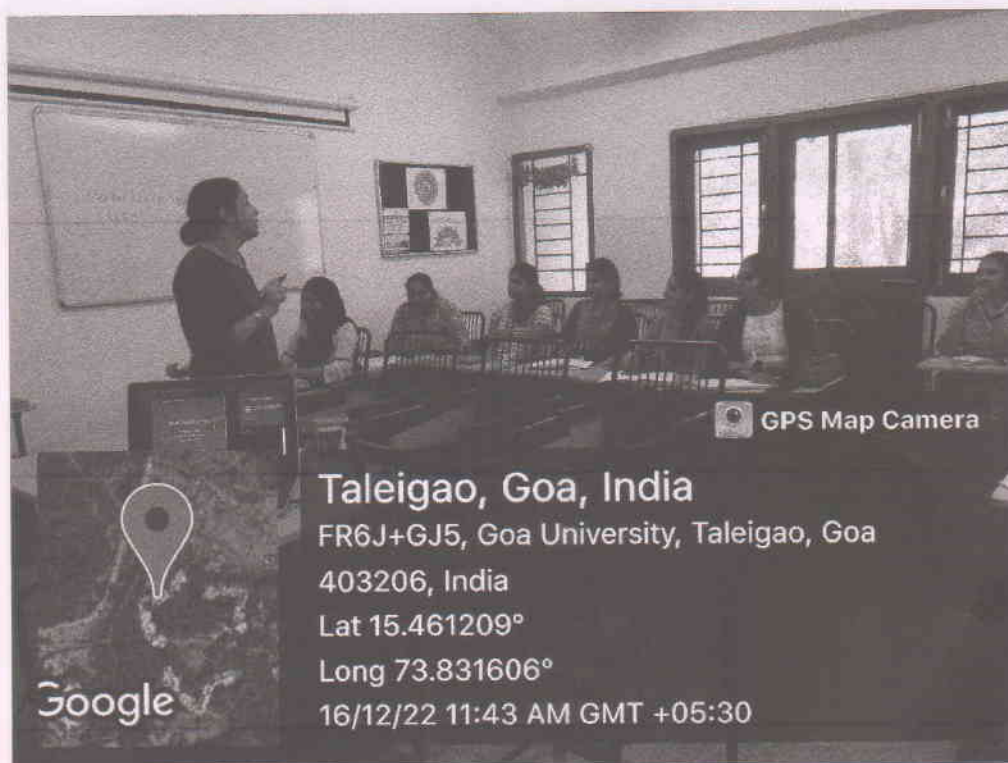 GPS Map Camera
Taleigao, Goa, India
FR6J+GJ5, Goa University, Taleigao, Goa
403206, India
Lat 15.461209°
Long 73.831606°
16/12/22 11:43 AM GMT +05:30
Google